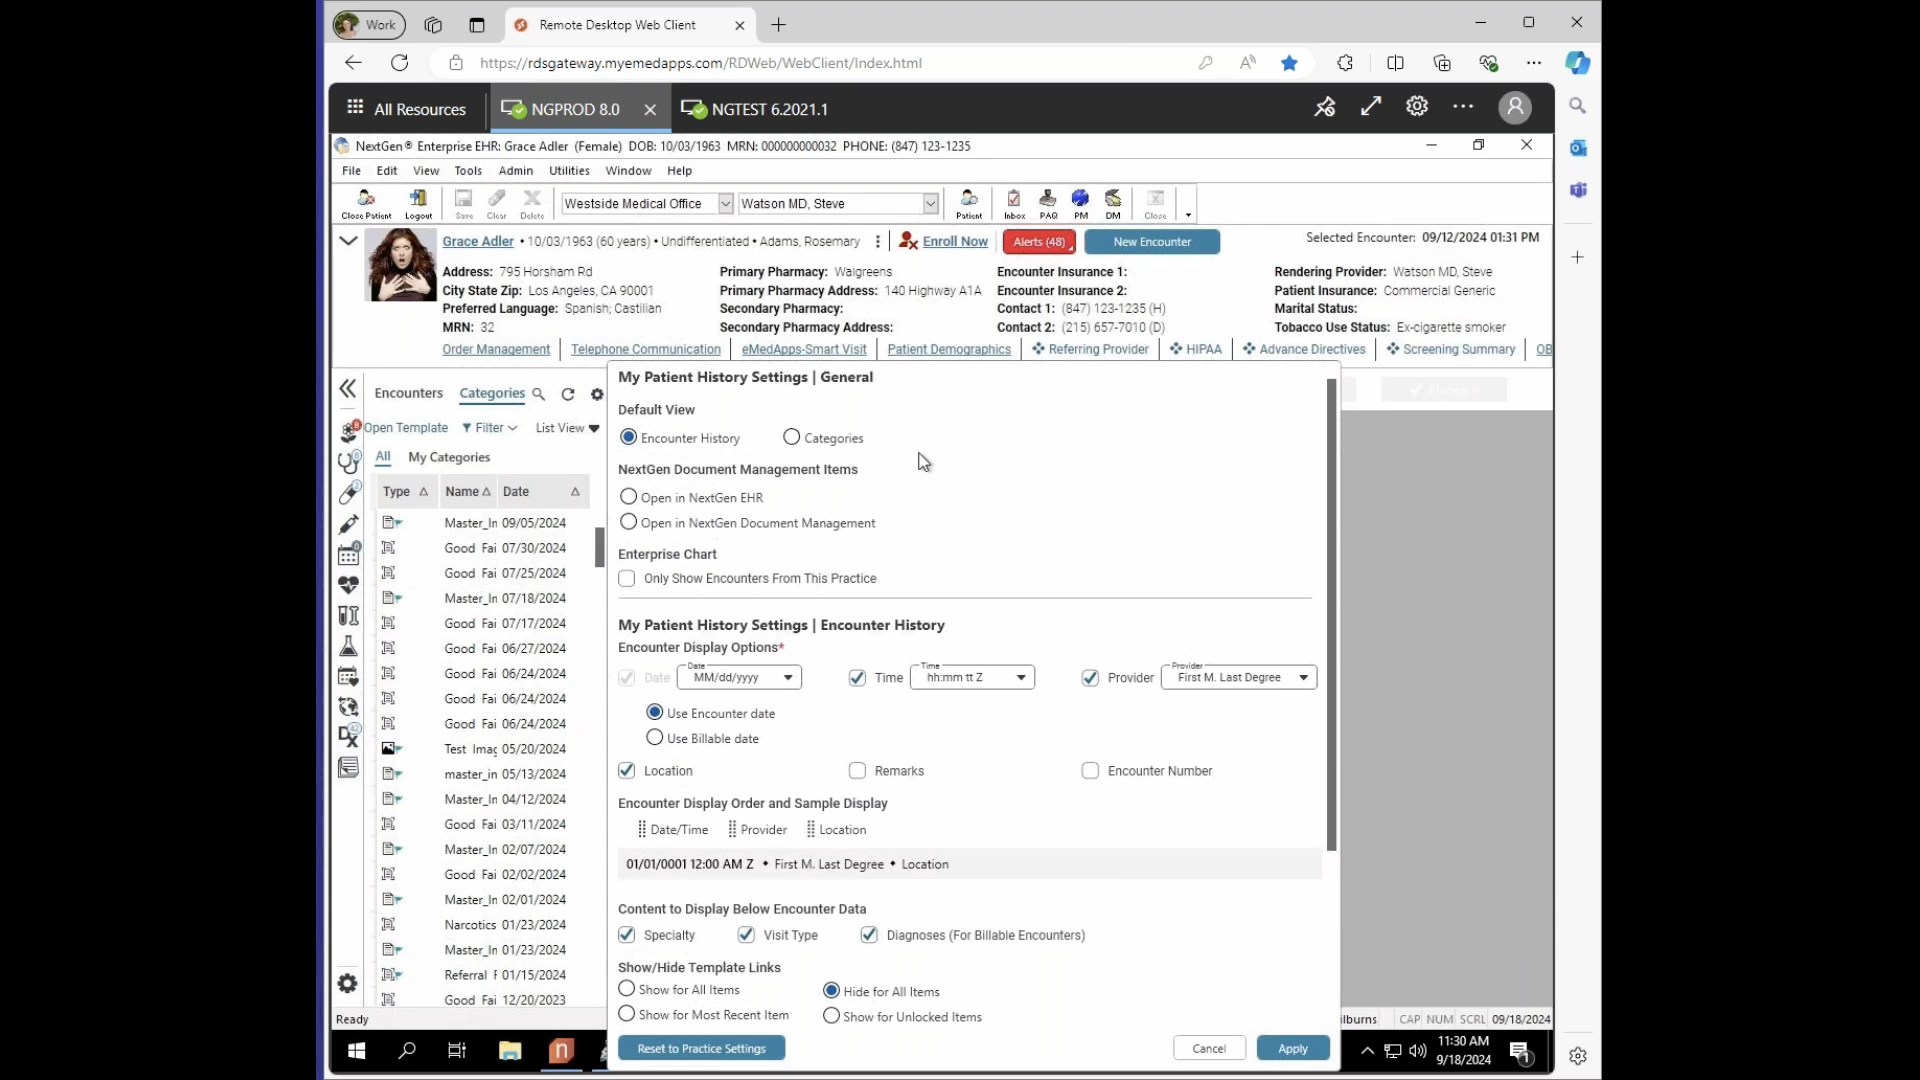 Work
Remote Desktop Web Client
https://rdsgateway.myemedapps.com/RDWeb/WebClient/Index.html
All Resources
NGPROD 8.0
NGTEST 6.2021.1
NextGen® Enterprise EHR: Grace Adler (Female) DOB: 10/03/1963 MRN: 000000000032 PHONE: (847) 123-1235
File Edit View Tools Admin Utilities Window Help
Close Patient Logout Save Clear Delete Westside Medical Office Watson MD, Steve Patient Inbox PAQ PM DM Close
Grace Adler • 10/03/1963 (60 years) • Undifferentiated • Adams, Rosemary Enroll Now Alerts (48) New Encounter Selected Encounter: 09/12/2024 01:31 PM
Address: 795 Horsham Rd Primary Pharmacy: Walgreens Encounter Insurance 1: Rendering Provider: Watson MD, Steve
City State Zip: Los Angeles, CA 90001 Primary Pharmacy Address: 140 Highway A1A Encounter Insurance 2: Patient Insurance: Commercial Generic
Preferred Language: Spanish; Castilian Secondary Pharmacy: Contact 1: (847) 123-1235 (H) Marital Status:
MRN: 32 Secondary Pharmacy Address: Contact 2: (215) 657-7010 (D) Tobacco Use Status: Ex-cigarette smoker
Order Management Telephone Communication eMedApps-Smart Visit Patient Demographics Referring Provider HIPAA Advance Directives Screening Summary OB
Encounters Categories
Open Template Filter List View
All My Categories
Type Name Date
Master_In 09/05/2024
Good Fai 07/30/2024
Good Fai 07/25/2024
Master_In 07/18/2024
Good Fai 07/17/2024
Good Fai 06/27/2024
Good Fai 06/24/2024
Good Fai 06/24/2024
Good Fai 06/24/2024
Test Imag 05/20/2024
master_in 05/13/2024
Master_In 04/12/2024
Good Fai 03/11/2024
Master_In 02/07/2024
Good Fai 02/02/2024
Master_In 02/01/2024
Narcotics 01/23/2024
Master_In 01/23/2024
Referral F 01/15/2024
Good Fai 12/20/2023
My Patient History Settings | General
Default View
Encounter History Categories
NextGen Document Management Items
Open in NextGen EHR
Open in NextGen Document Management
Enterprise Chart
Only Show Encounters From This Practice
My Patient History Settings | Encounter History
Encounter Display Options*
Date Date MM/dd/yyyy Time Time hh:mm tt Z Provider Provider First M. Last Degree
Use Encounter date
Use Billable date
Location Remarks Encounter Number
Encounter Display Order and Sample Display
Date/Time Provider Location
01/01/0001 12:00 AM Z • First M. Last Degree • Location
Content to Display Below Encounter Data
Specialty Visit Type Diagnoses (For Billable Encounters)
Show/Hide Template Links
Show for All Items Hide for All Items
Show for Most Recent Item Show for Unlocked Items
Reset to Practice Settings Cancel Apply
Ready
ilburns CAP NUM SCRL 09/18/2024
11:30 AM
9/18/2024